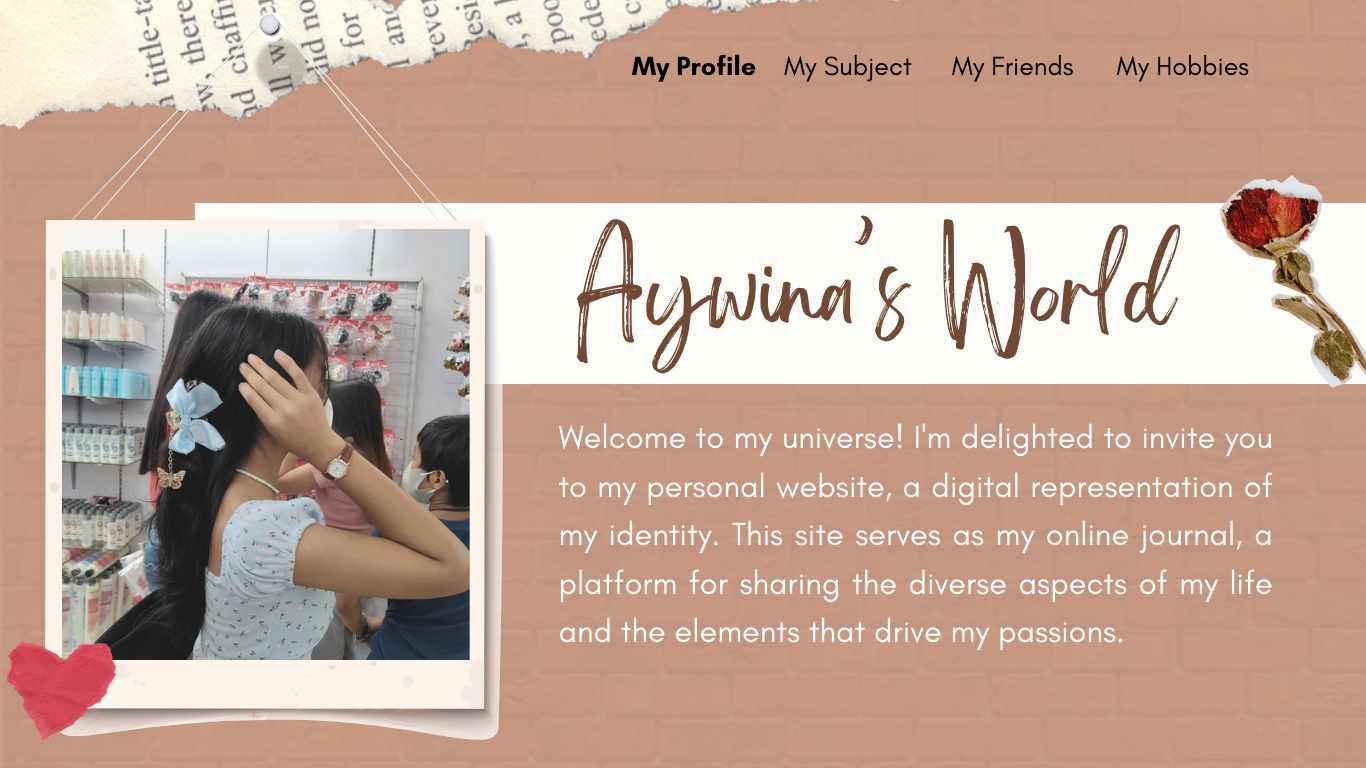 My Profile My Subject My Friends My Hobbies
Aywina's World
Welcome to my universe! I'm delighted to invite you
to my personal website, a digital representation of
my identity. This site serves as my online journal, a
platform for sharing the diverse aspects of my life
and the elements that drive my passions.